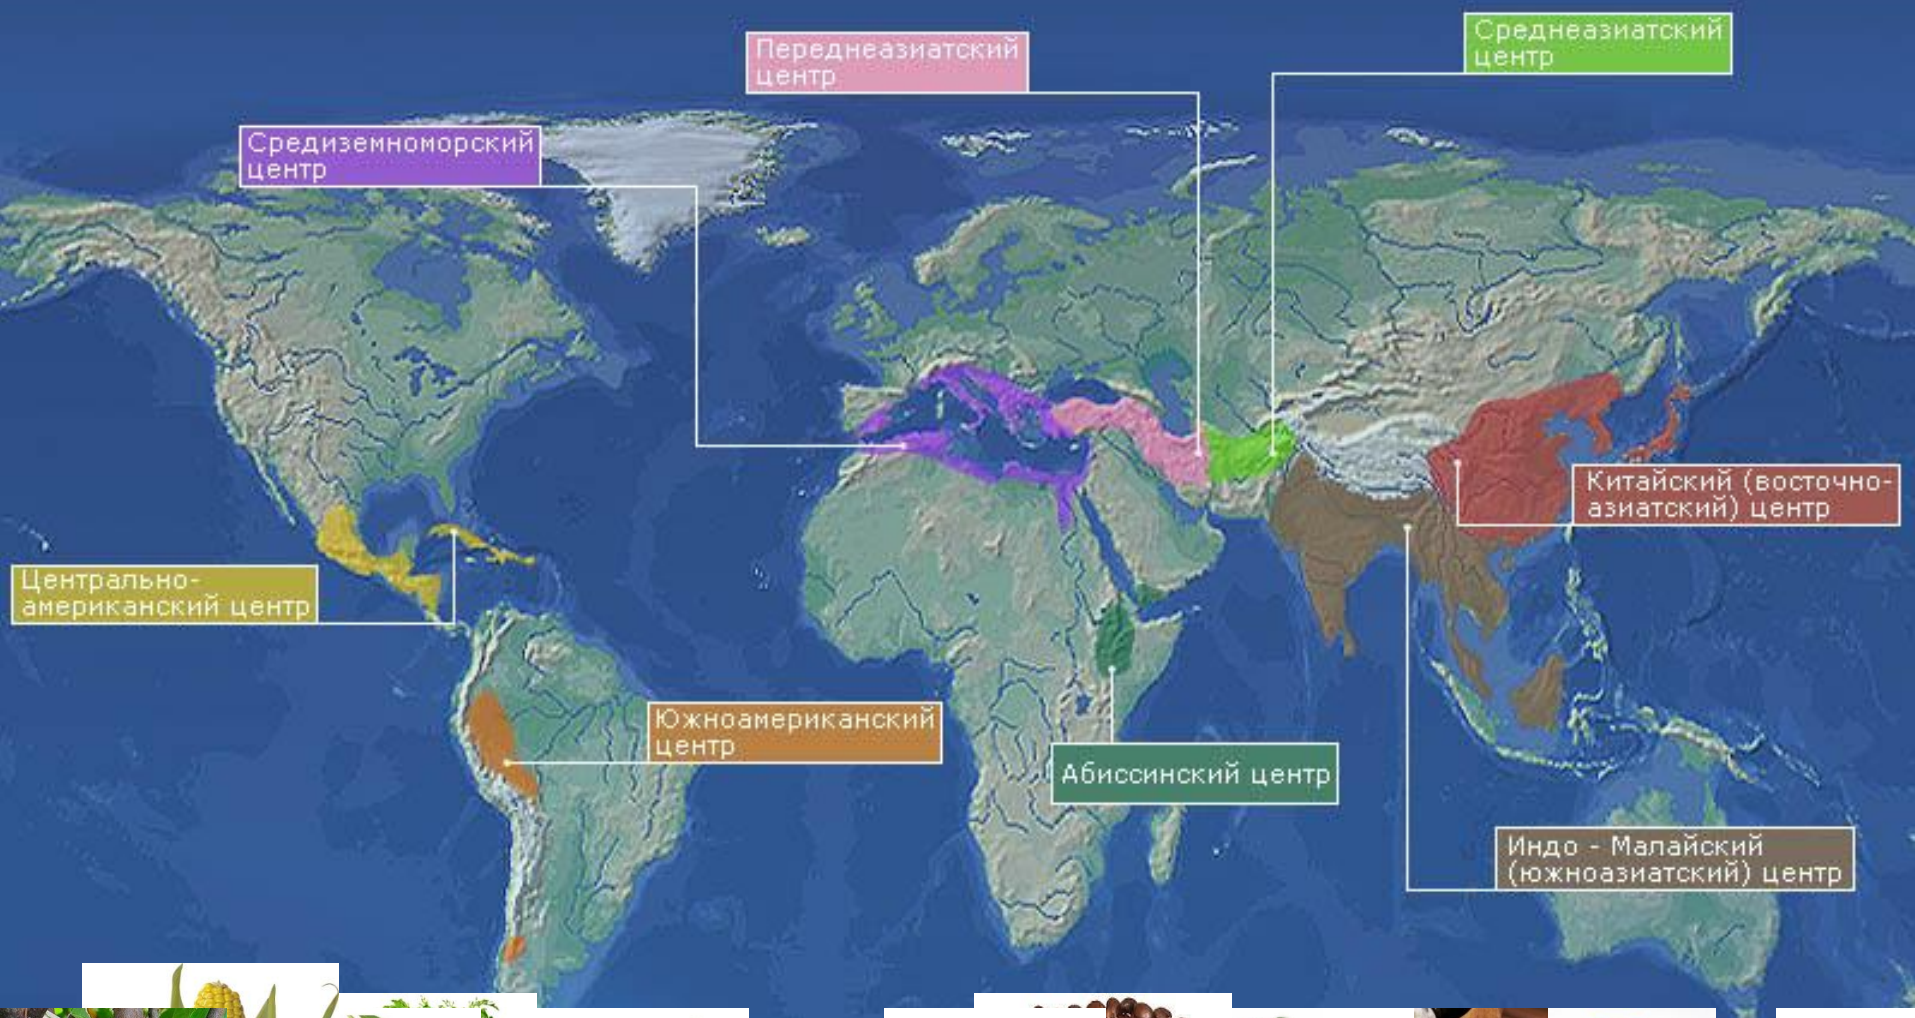 Среднеазиатский
центр
Переднеазиатский
центр
Средиземноморский
центр
Китайский (восточно-
азиатский) центр
Центрально-
американский центр
Южноамериканский
центр
Абиссинский центр
Индо - Малайский
(южноазиатский) центр